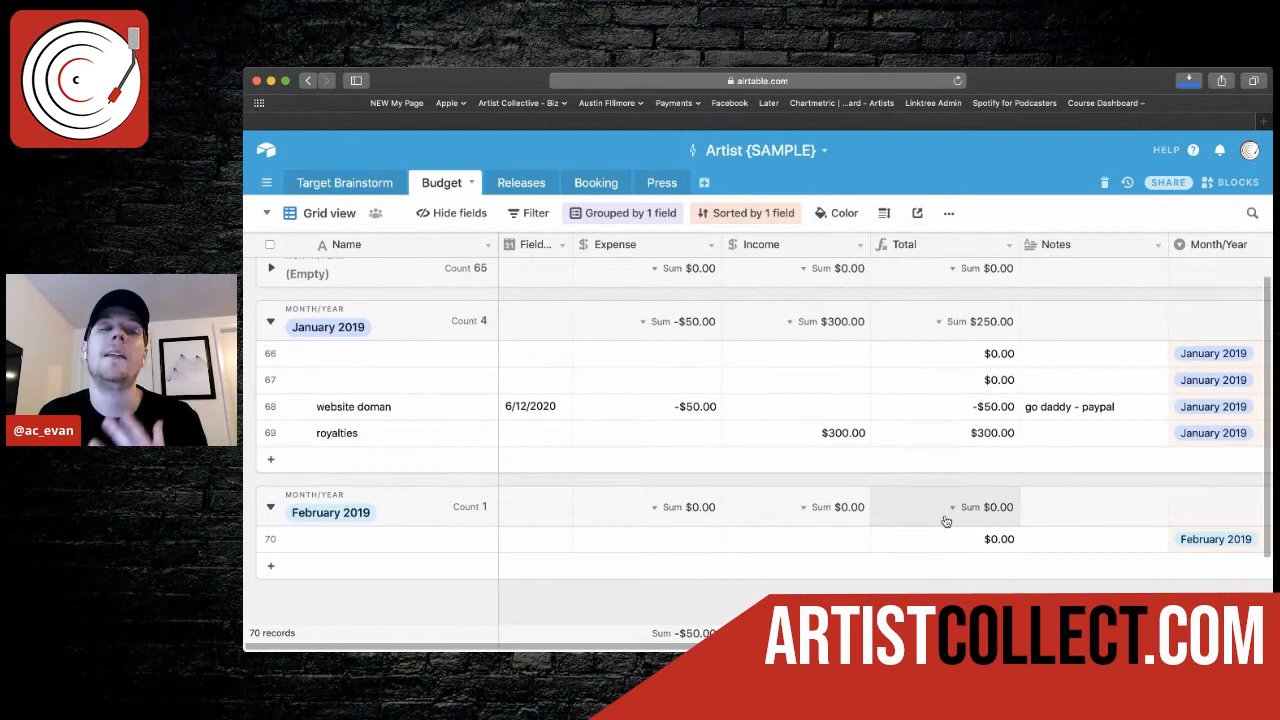 C
airtable.com
NEW My Page Apple Artist Collective - Biz Austin Fillmore Payments Facebook Later Chartmetric | ...ard - Artists Linktree Admin Spotify for Podcasters Course Dashboard –
Artist {SAMPLE}
HELP
Target Brainstorm Budget Releases Booking Press
SHARE BLOCKS
Grid view Hide fields Filter Grouped by 1 field Sorted by 1 field Color
Name Field... Expense Income Total Notes Month/Year
(Empty) Count 65 Sum $0.00 Sum $0.00 Sum $0.00
MONTH/YEAR
January 2019 Count 4 Sum -$50.00 Sum $300.00 Sum $250.00
66 $0.00 January 2019
67 $0.00 January 2019
68 website doman 6/12/2020 -$50.00 -$50.00 go daddy - paypal January 2019
69 royalties $300.00 $300.00 January 2019
MONTH/YEAR
February 2019 Count 1 Sum $0.00 Sum $0.00 Sum $0.00
70 $0.00 February 2019
70 records Sum -$50.00
@ac_evan
ARTISTCOLLECT.COM